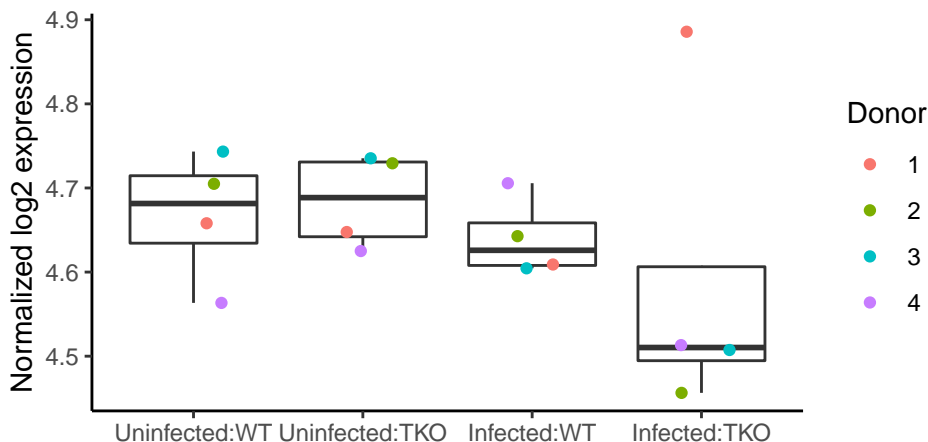 Normalized log2 expression
4.9
4.8
4.7
4.6
4.5
Uninfected:WT
Uninfected:TKO
Infected:WT
Infected:TKO
Donor
1
2
3
4